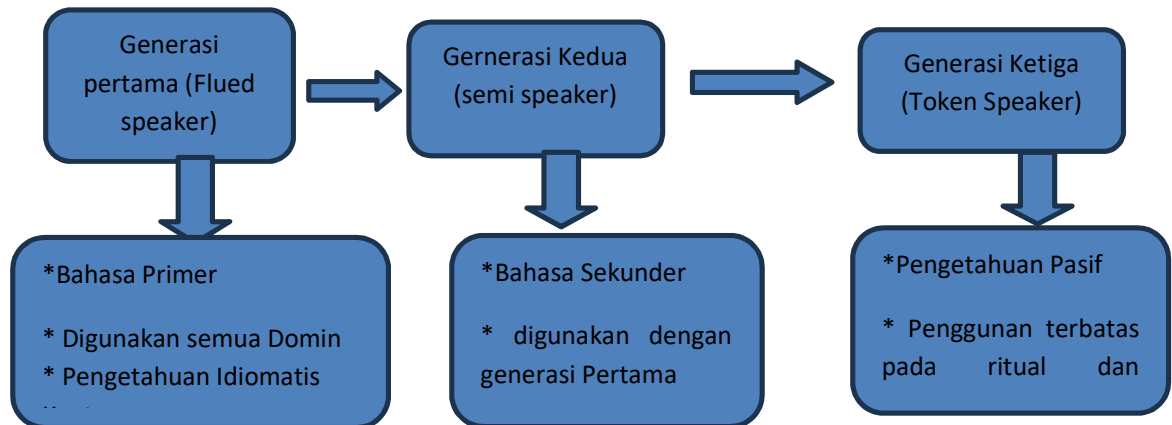 Generasi
pertama (Flued
speaker)
Gernerasi Kedua
(semi speaker)
Generasi Ketiga
(Token Speaker)
*Bahasa Primer
* Digunakan semua Domin
* Pengetahuan Idiomatis
*Bahasa Sekunder
* digunakan dengan
generasi Pertama
*Pengetahuan Pasif
* Penggunan terbatas
pada ritual dan